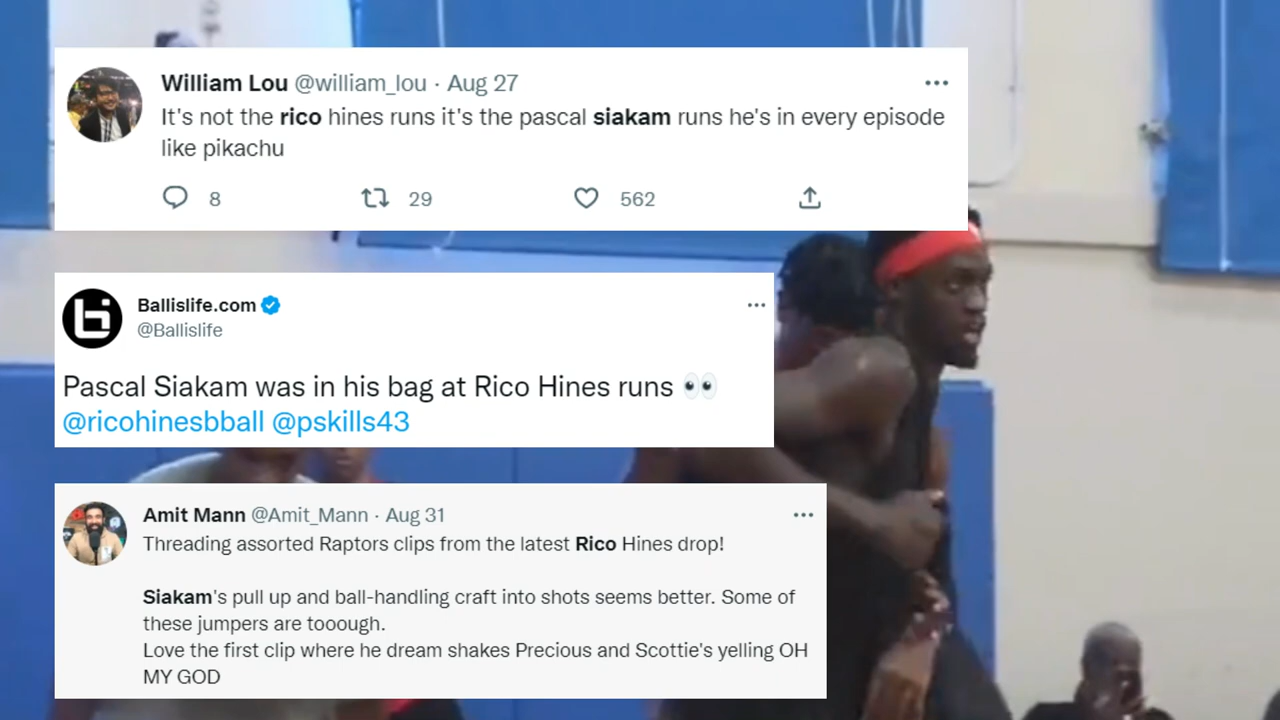 William Lou @william_lou · Aug 27
It's not the rico hines runs it's the pascal siakam runs he's in every episode
like pikachu
8 29 562
Ballislife.com
@Ballislife
Pascal Siakam was in his bag at Rico Hines runs 👀
@ricohinesbball @pskills43
Amit Mann @Amit_Mann · Aug 31
Threading assorted Raptors clips from the latest Rico Hines drop!
Siakam's pull up and ball-handling craft into shots seems better. Some of
these jumpers are tooough.
Love the first clip where he dream shakes Precious and Scottie's yelling OH
MY GOD